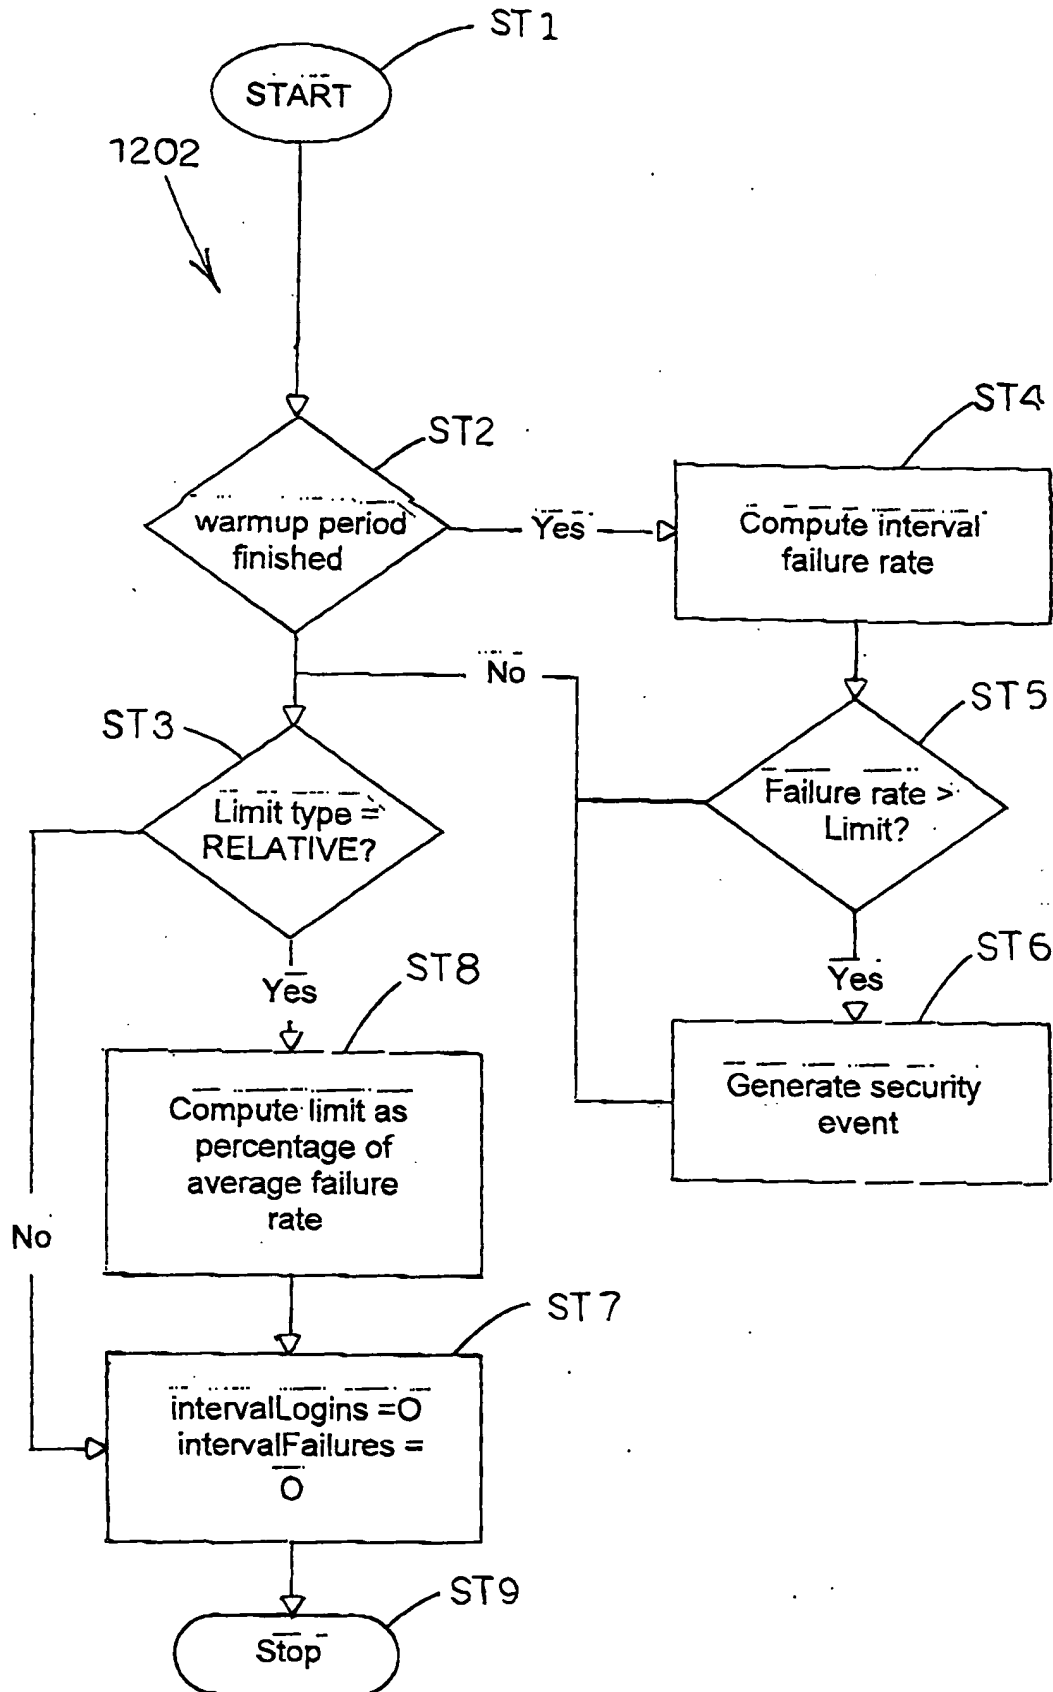 ST1
START
1202
ST2
warmup period
finished
Yes
ST4
Compute interval
failure rate
No
ST3
Limit type =
RELATIVE?
ST5
Failure rate >
Limit?
Yes
ST8
Yes
ST6
Compute limit as
percentage of
average failure
rate
Generate security
event
No
ST7
intervalLogins =0
intervalFailures =
0
ST9
Stop